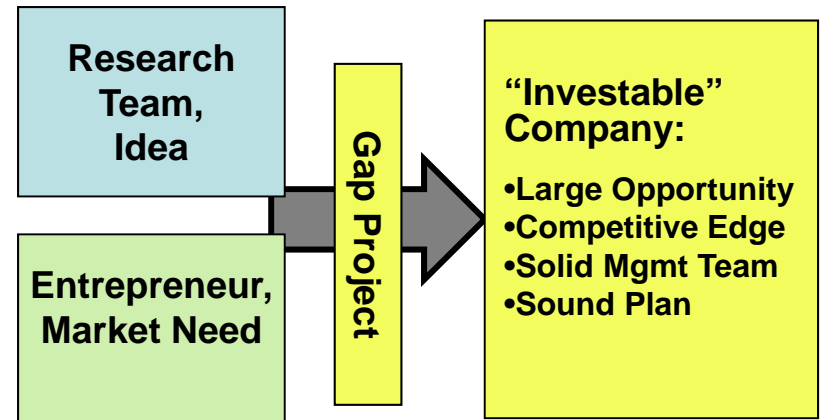 Research
Team,
Idea
Entrepreneur,
Market Need
Gap Project
“Investable”
Company:
•Large Opportunity
•Competitive Edge
•Solid Mgmt Team
•Sound Plan